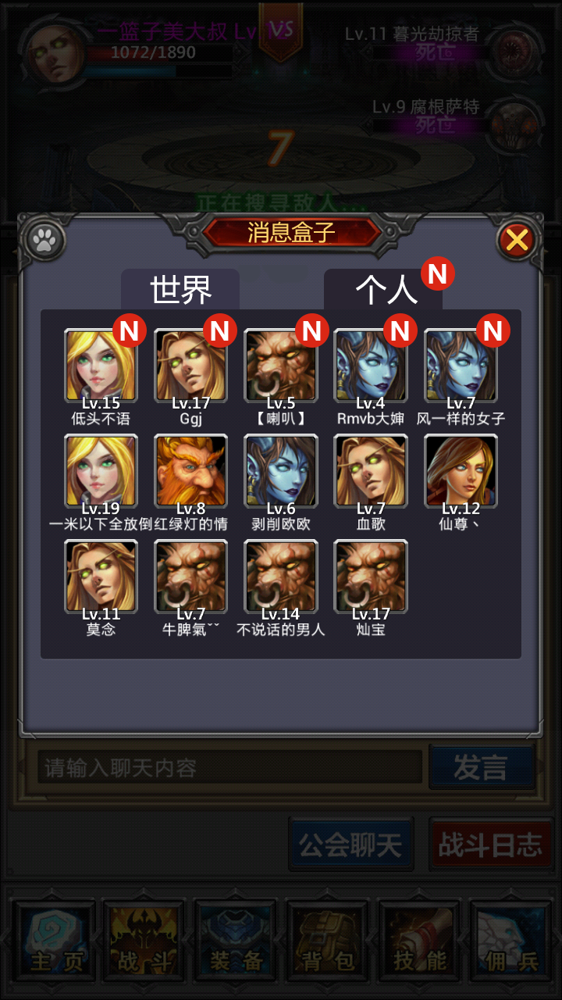 一篮子美大叔 Lv
VS
1072/1890
Lv.11 暮光劫掠者
死亡
Lv.9 腐根萨特
死亡
7
正在搜寻敌人...
消息盒子
世界
个人
N
N
N
N
N
N
Lv.15
Lv.17
Lv.5
Lv.4
Lv.7
低头不语
Ggj
【喇叭】
Rmvb大婶
风一样的女子
Lv.19
Lv.8
Lv.6
Lv.7
Lv.12
一米以下全放倒
红绿灯的情
剥削欧欧
血歌
仙尊丶
Lv.11
Lv.7
Lv.14
Lv.17
莫念
牛脾氣ˇˇ
不说话的男人
灿宝
请输入聊天内容
发言
公会聊天
战斗日志
主页
战斗
装备
背包
技能
佣兵